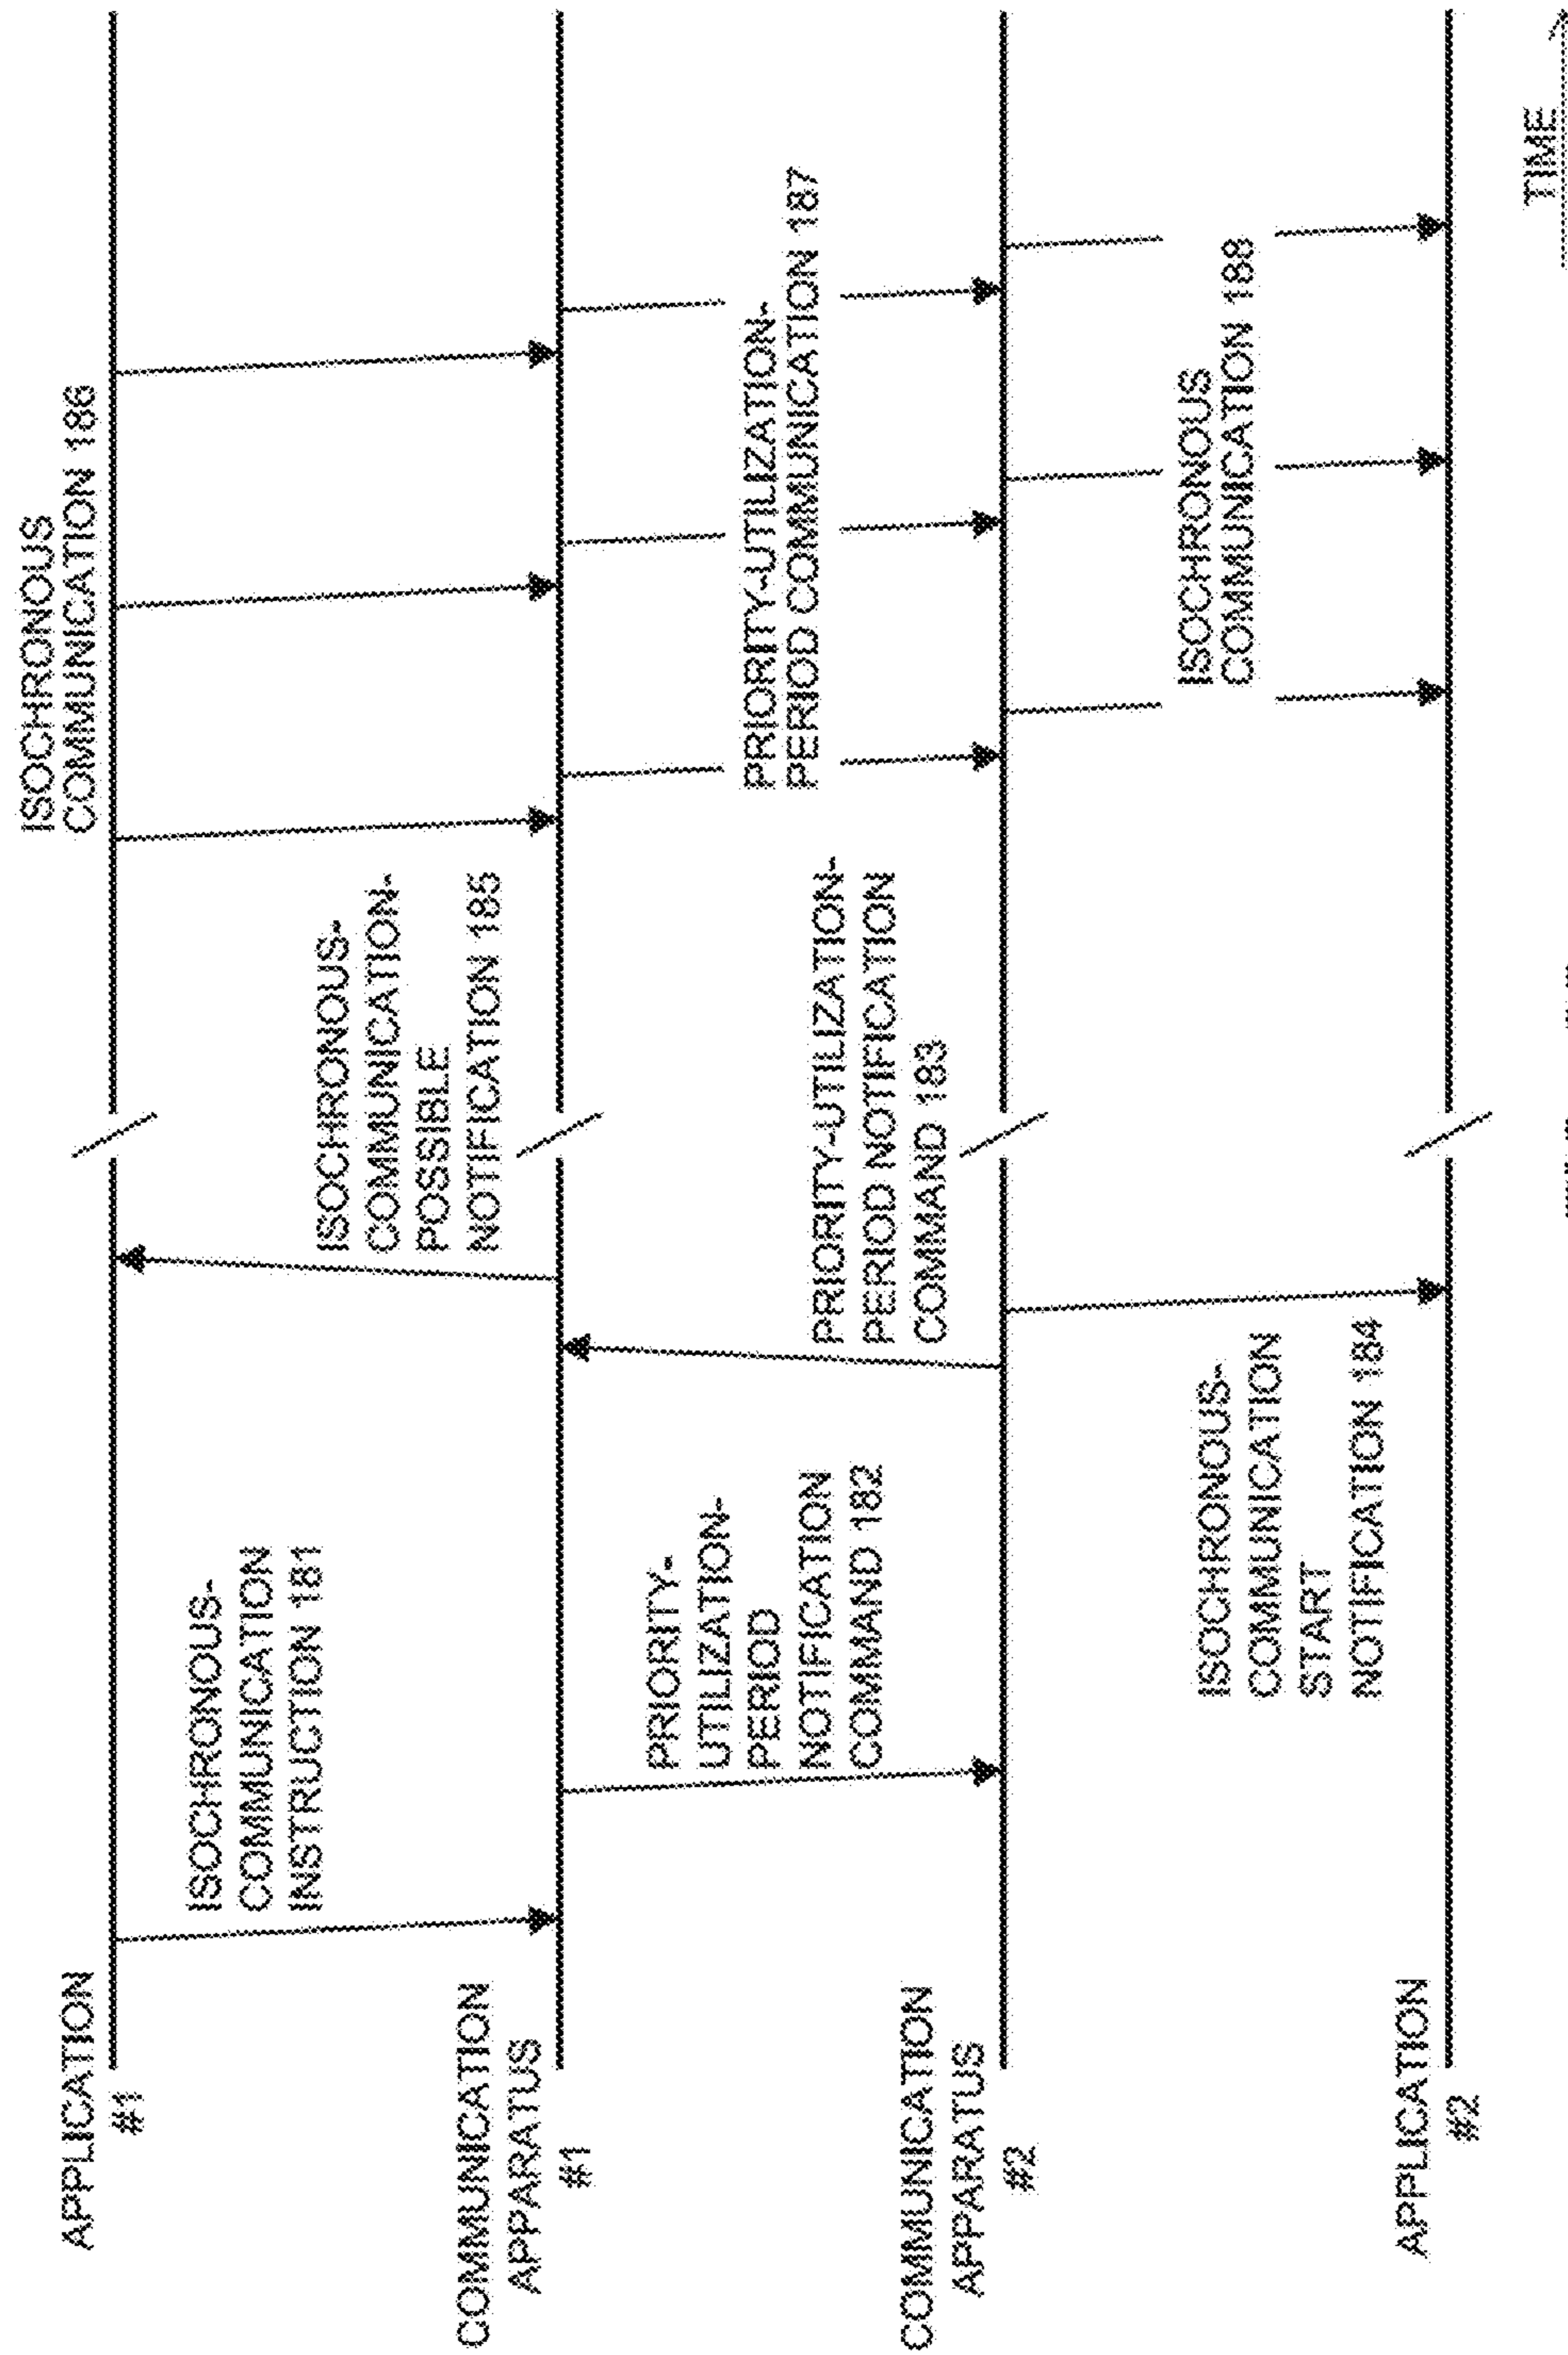 APPLICATION
#1
COMMUNICATION
APPARATUS
#1
COMMUNICATION
APPARATUS
#2
APPLICATION
#2
ISOCHRONOUS-
COMMUNICATION
INSTRUCTION 181
PRIORITY-
UTILIZATION-
PERIOD
NOTIFICATION
COMMAND 182
PRIORITY-UTILIZATION-
PERIOD NOTIFICATION
COMMAND 183
ISOCHRONOUS-
COMMUNICATION
START
NOTIFICATION 184
ISOCHRONOUS-
COMMUNICATION-
POSSIBLE
NOTIFICATION 185
ISOCHRONOUS
COMMUNICATION 186
PRIORITY-UTILIZATION-
PERIOD COMMUNICATION 187
ISOCHRONOUS
COMMUNICATION 188
TIME